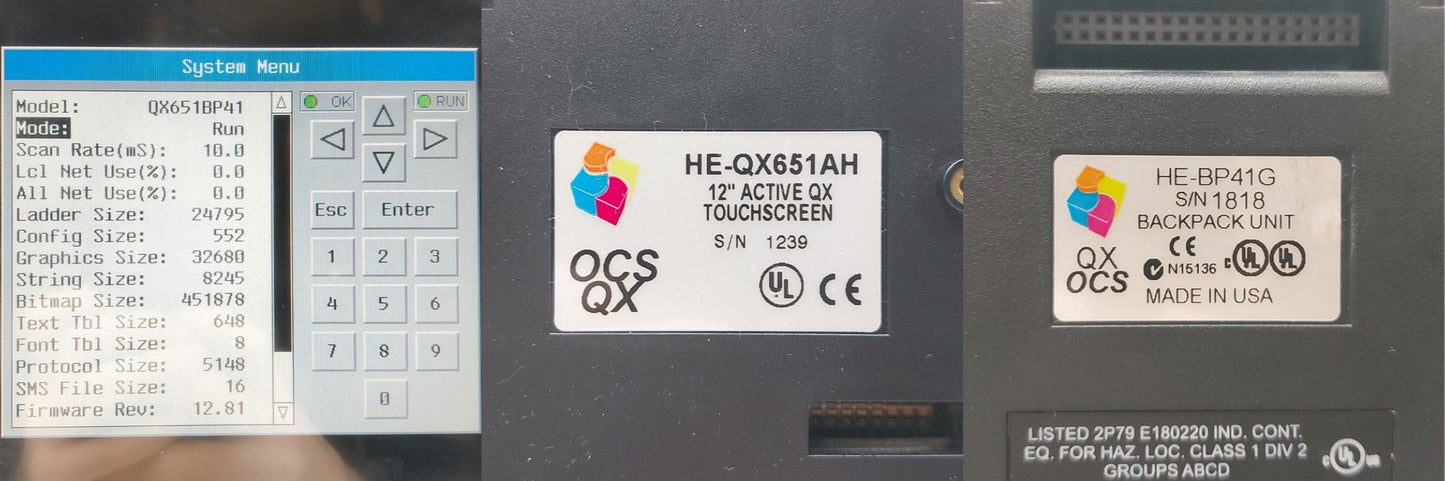 System Menu
Model: QX651BP41
Mode: Run
Scan Rate(mS): 10.0
Lcl Net Use(%): 0.0
All Net Use(%): 0.0
Ladder Size: 24795
Config Size: 552
Graphics Size: 32680
String Size: 8245
Bitmap Size: 451878
Text Tbl Size: 648
Font Tbl Size: 8
Protocol Size: 5148
SMS File Size: 16
Firmware Rev: 12.81
OK
RUN
Esc Enter
1 2 3
4 5 6
7 8 9
0
HE-QX651AH
12" ACTIVE QX
TOUCHSCREEN
S/N 1239
OCS
QX
UL CE
HE-BP41G
S/N 1818
BACKPACK UNIT
CE
QX
OCS
N15136
c UL UL
MADE IN USA
LISTED 2P79 E180220 IND. CONT.
EQ. FOR HAZ. LOC. CLASS 1 DIV 2
GROUPS ABCD
c UL us